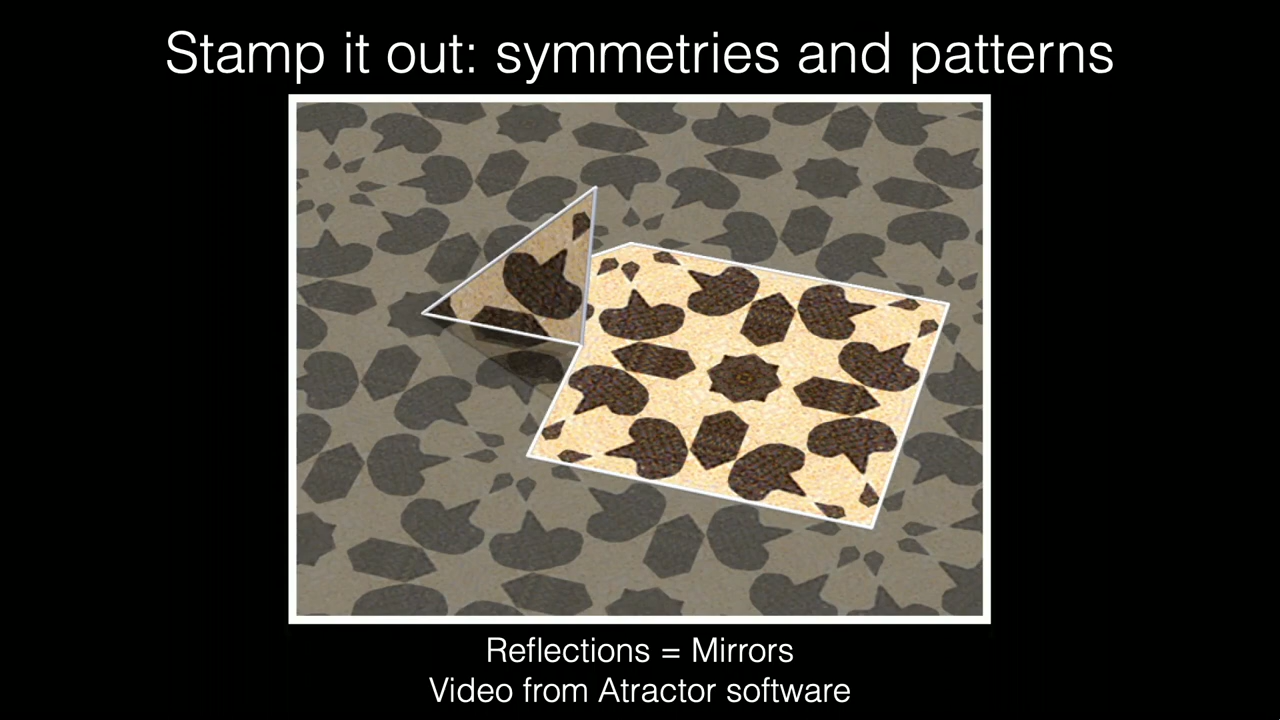 Stamp it out: symmetries and patterns
Reflections = Mirrors
Video from Atractor software